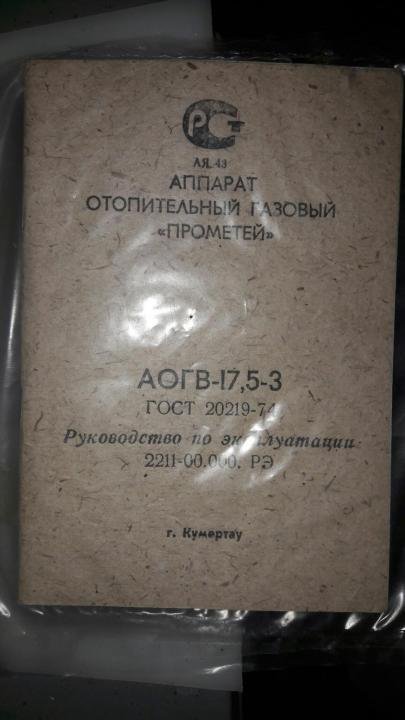 РС
ЛЯ 43
АППАРАТ
ОТОПИТЕЛЬНЫЙ ГАЗОВЫЙ
«ПРОМЕТЕЙ»
АОГВ-17,5-3
ГОСТ 20219-74
Руководство по эксплуатации
2211-00.000. РЭ
г. Кумертау